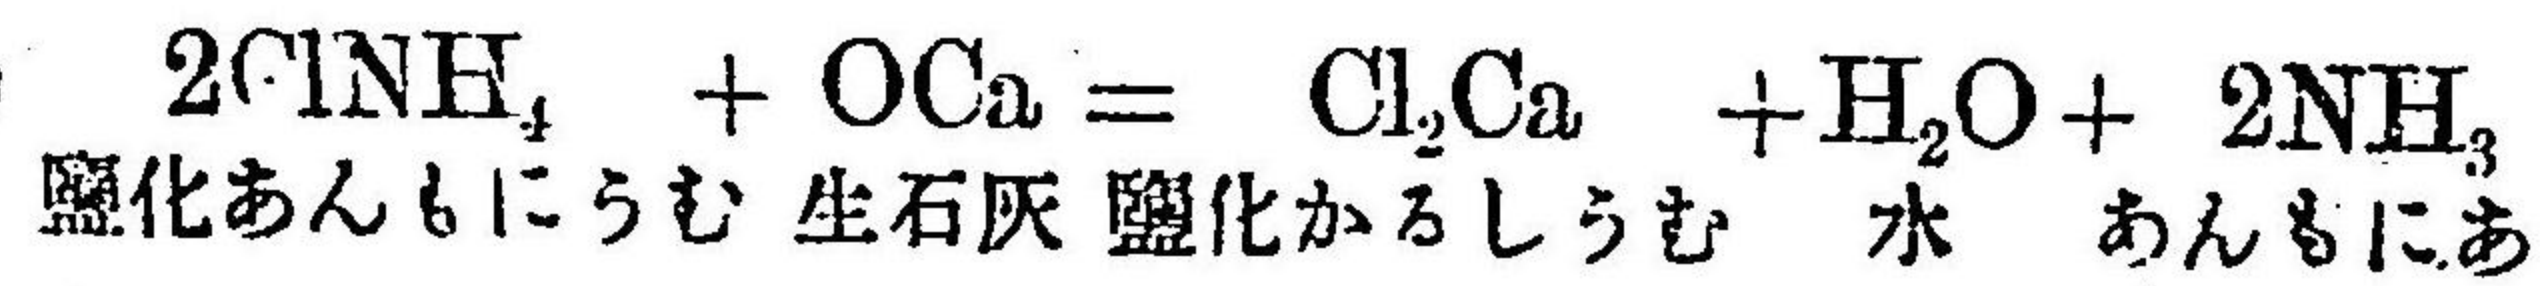 2ClNH₄ + OCa = Cl₂Ca + H₂O + 2NH₃
鹽化あんもにうむ 生石灰 鹽化かるしうむ 水 あんもにあ